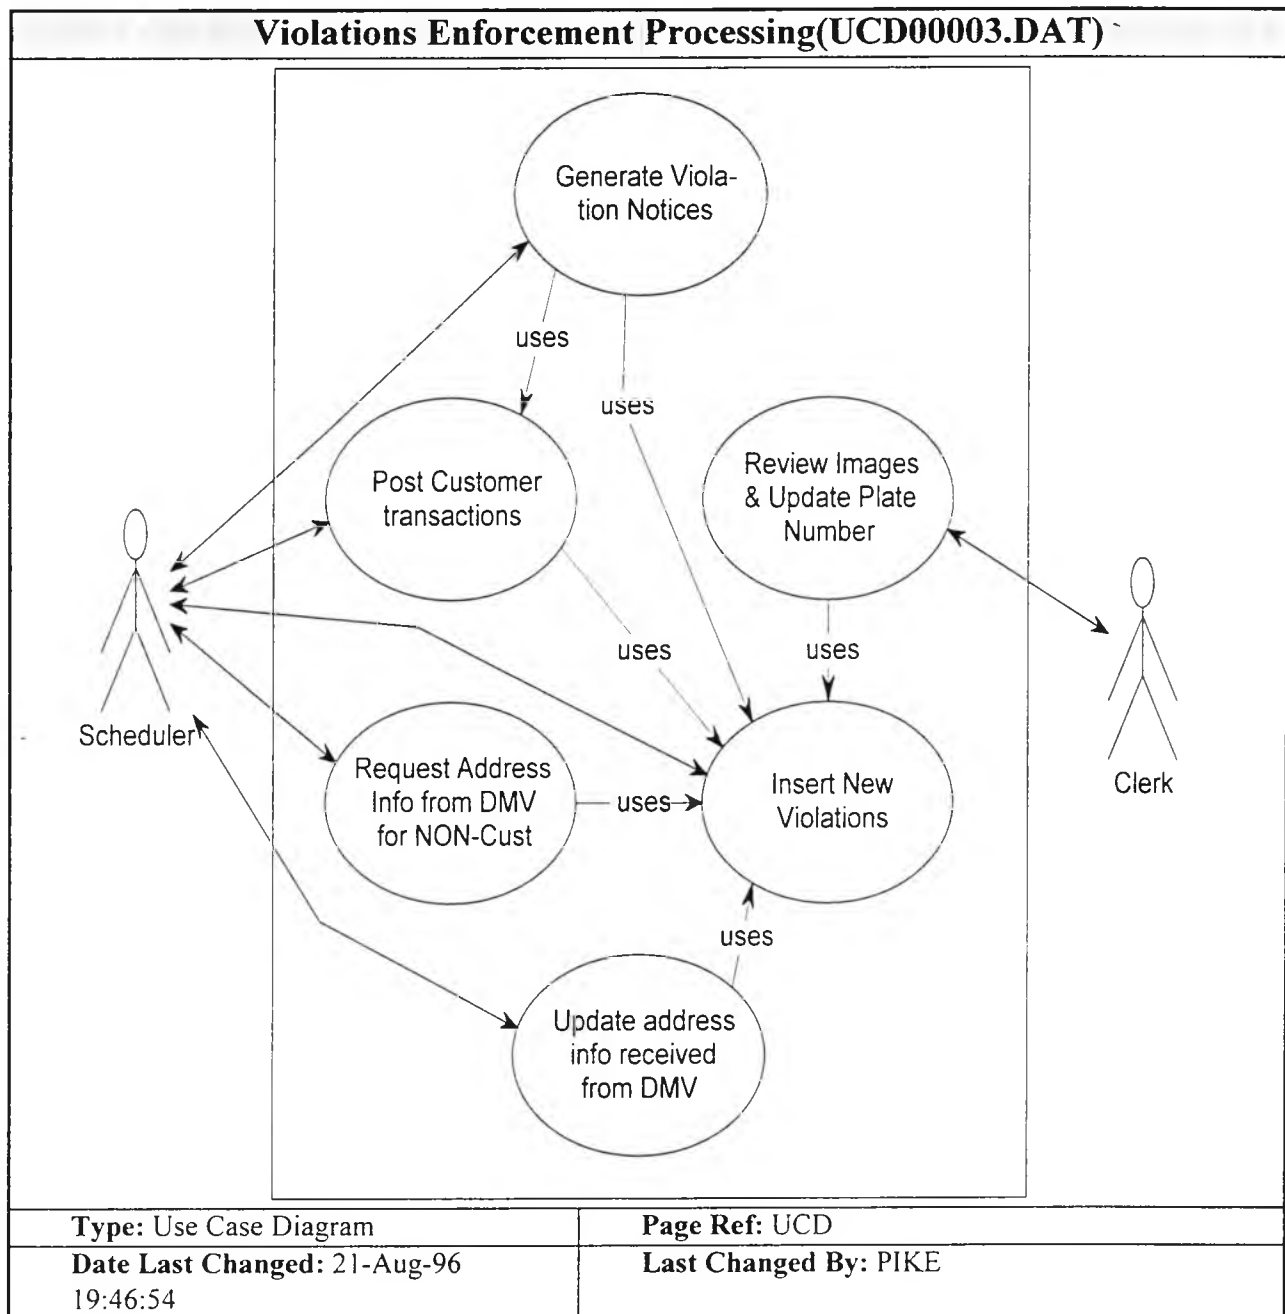 Violations Enforcement Processing(UCD00003.DAT)
Generate Viola-
tion Notices
uses
uses
Post Customer
transactions
Review Images
& Update Plate
Number
uses
uses
Scheduler
Clerk
Request Address
Info from DMV
for NON-Cust
uses
Insert New
Violations
uses
Update address
info received
from DMV
Type: Use Case Diagram
Page Ref: UCD
Date Last Changed: 21-Aug-96
19:46:54
Last Changed By: PIKE